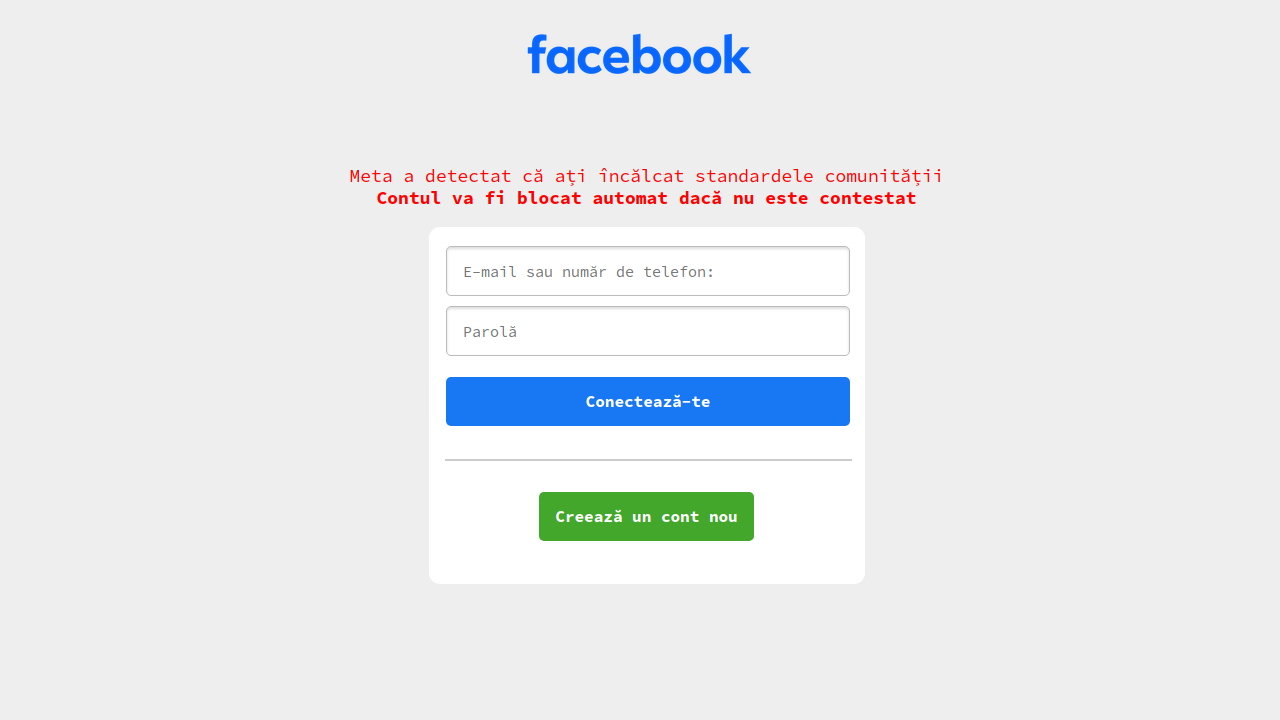 facebook
Meta a detectat că ați încălcat standardele comunității
Contul va fi blocat automat dacă nu este contestat
E-mail sau număr de telefon:
Parolă
Conectează-te
Creează un cont nou